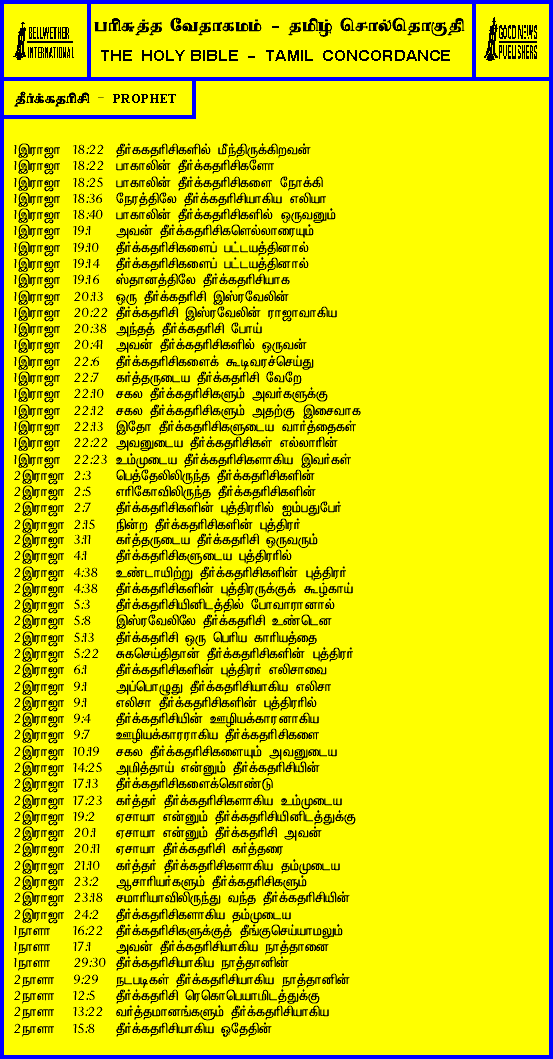 BELLWETHER
INTERNATIONAL
பரிசுத்த வேதாகமம் - தமிழ் சொல்தொகுதி
THE HOLY BIBLE - TAMIL CONCORDANCE
GOOD NEWS
PUBLISHERS
தீர்க்கதரிசி - PROPHET
1இராஜா 18:22 தீர்ககதரிசிகளில் மீந்திருக்கிறவன்
1இராஜா 18:22 பாகாலின் தீர்க்கதரிசிகளோ
1இராஜா 18:25 பாகாலின் தீர்க்கதரிசிகளை நோக்கி
1இராஜா 18:36 நேரத்திலே தீர்க்கதரிசியாகிய எலியா
1இராஜா 18:40 பாகாலின் தீர்க்கதரிசிகளில் ஒருவனும்
1இராஜா 19:1 அவன் தீர்க்கதரிசிகளெல்லாரையும்
1இராஜா 19:10 தீர்க்கதரிசிகளைப் பட்டயத்தினால்
1இராஜா 19:14 தீர்க்கதரிசிகளைப் பட்டயத்தினால்
1இராஜா 19:16 ஸ்தானத்திலே தீர்க்கதரிசியாக
1இராஜா 20:13 ஒரு தீர்க்கதரிசி இஸ்ரவேலின்
1இராஜா 20:22 தீர்க்கதரிசி இஸ்ரவேலின் ராஜாவாகிய
1இராஜா 20:38 அந்தத் தீர்க்கதரிசி போய்
1இராஜா 20:41 அவன் தீர்க்கதரிசிகளில் ஒருவன்
1இராஜா 22:6 தீர்க்கதரிசிகளைக் கூடிவரச்செய்து
1இராஜா 22:7 கர்த்தருடைய தீர்க்கதரிசி வேறே
1இராஜா 22:10 சகல தீர்க்கதரிசிகளும் அவர்களுக்கு
1இராஜா 22:12 சகல தீர்க்கதரிசிகளும் அதற்கு இசைவாக
1இராஜா 22:13 இதோ தீர்க்கதரிசிகளுடைய வார்த்தைகள்
1இராஜா 22:22 அவனுடைய தீர்க்கதரிசிகள் எல்லாரின்
1இராஜா 22:23 உம்முடைய தீர்க்கதரிசிகளாகிய இவர்கள்
2இராஜா 2:3 பெத்தேலிலிருந்த தீர்க்கதரிசிகளின்
2இராஜா 2:5 எரிகோவிலிருந்த தீர்க்கதரிசிகளின்
2இராஜா 2:7 தீர்க்கதரிசிகளின் புத்திரரில் ஐம்பதுபேர்
2இராஜா 2:15 நின்ற தீர்க்கதரிசிகளின் புத்திரர்
2இராஜா 3:11 கர்த்தருடைய தீர்க்கதரிசி ஒருவரும்
2இராஜா 4:1 தீர்க்கதரிசிகளுடைய புத்திரரில்
2இராஜா 4:38 உண்டாயிற்று தீர்க்கதரிசிகளின் புத்திரர்
2இராஜா 4:38 தீர்க்கதரிசிகளின் புத்திரருக்குக் கூழ்காய்
2இராஜா 5:3 தீர்க்கதரிசியினிடத்தில் போவாரானால்
2இராஜா 5:8 இஸ்ரவேலிலே தீர்க்கதரிசி உண்டென
2இராஜா 5:13 தீர்க்கதரிசி ஒரு பெரிய காரியத்தை
2இராஜா 5:22 சுகசெய்திதான் தீர்க்கதரிசிகளின் புத்திரர்
2இராஜா 6:1 தீர்க்கதரிசிகளின் புத்திரர் எலிசாவை
2இராஜா 9:1 அப்பொழுது தீர்க்கதரிசியாகிய எலிசா
2இராஜா 9:1 எலிசா தீர்க்கதரிசிகளின் புத்திரரில்
2இராஜா 9:4 தீர்க்கதரிசியின் ஊழியக்காரனாகிய
2இராஜா 9:7 ஊழியக்காரராகிய தீர்க்கதரிசிகளை
2இராஜா 10:19 சகல தீர்க்கதரிசிகளையும் அவனுடைய
2இராஜா 14:25 அமித்தாய் என்னும் தீர்க்கதரிசியின்
2இராஜா 17:13 தீர்க்கதரிசிகளைக்கொண்டு
2இராஜா 17:23 கர்த்தர் தீர்க்கதரிசிகளாகிய உம்முடைய
2இராஜா 19:2 ஏசாயா என்னும் தீர்க்கதரிசியினிடத்துக்கு
2இராஜா 20:1 ஏசாயா என்னும் தீர்க்கதரிசி அவன்
2இராஜா 20:11 ஏசாயா தீர்க்கதரிசி கர்த்தரை
2இராஜா 21:10 கர்த்தர் தீர்க்கதரிசிகளாகிய தம்முடைய
2இராஜா 23:2 ஆசாரியர்களும் தீர்க்கதரிசிகளும்
2இராஜா 23:18 சமாரியாவிலிருந்து வந்த தீர்க்கதரிசியின்
2இராஜா 24:2 தீர்க்கதரிசிகளாகிய தம்முடைய
1நாளா 16:22 தீர்க்கதரிசிகளுக்குத் தீங்குசெய்யாமலும்
1நாளா 17:1 அவன் தீர்க்கதரிசியாகிய நாத்தானை
1நாளா 29:30 தீர்க்கதரிசியாகிய நாத்தானின்
2நாளா 9:29 நடபடிகள் தீர்க்கதரிசியாகிய நாத்தானின்
2நாளா 12:5 தீர்க்கதரிசி ரெகொபெயாமிடத்துக்கு
2நாளா 13:22 வர்த்தமானங்களும் தீர்க்கதரிசியாகிய
2நாளா 15:8 தீர்க்கதரிசியாகிய ஓதேதின்